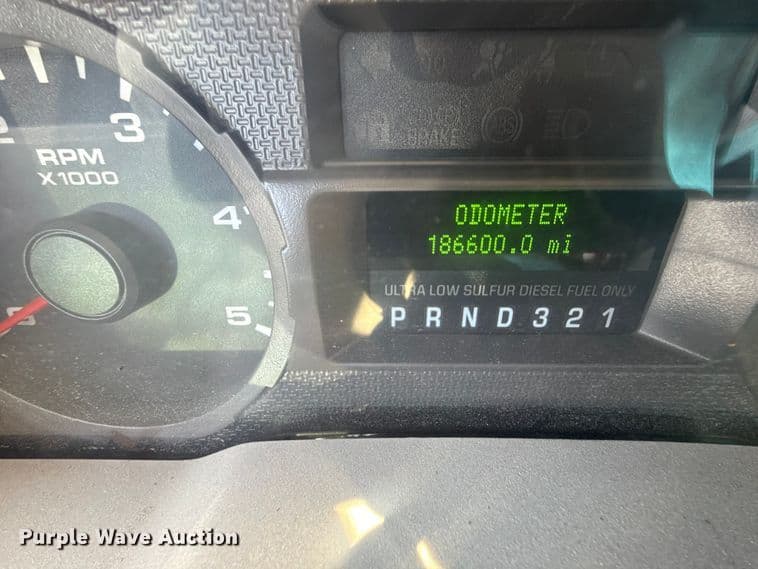 2
3
RPM
X1000
4
5
BRAKE
ODOMETER
186600.0 mi
ULTRA LOW SULFUR DIESEL FUEL ONLY
P R N D 3 2 1
Purple Wave Auction